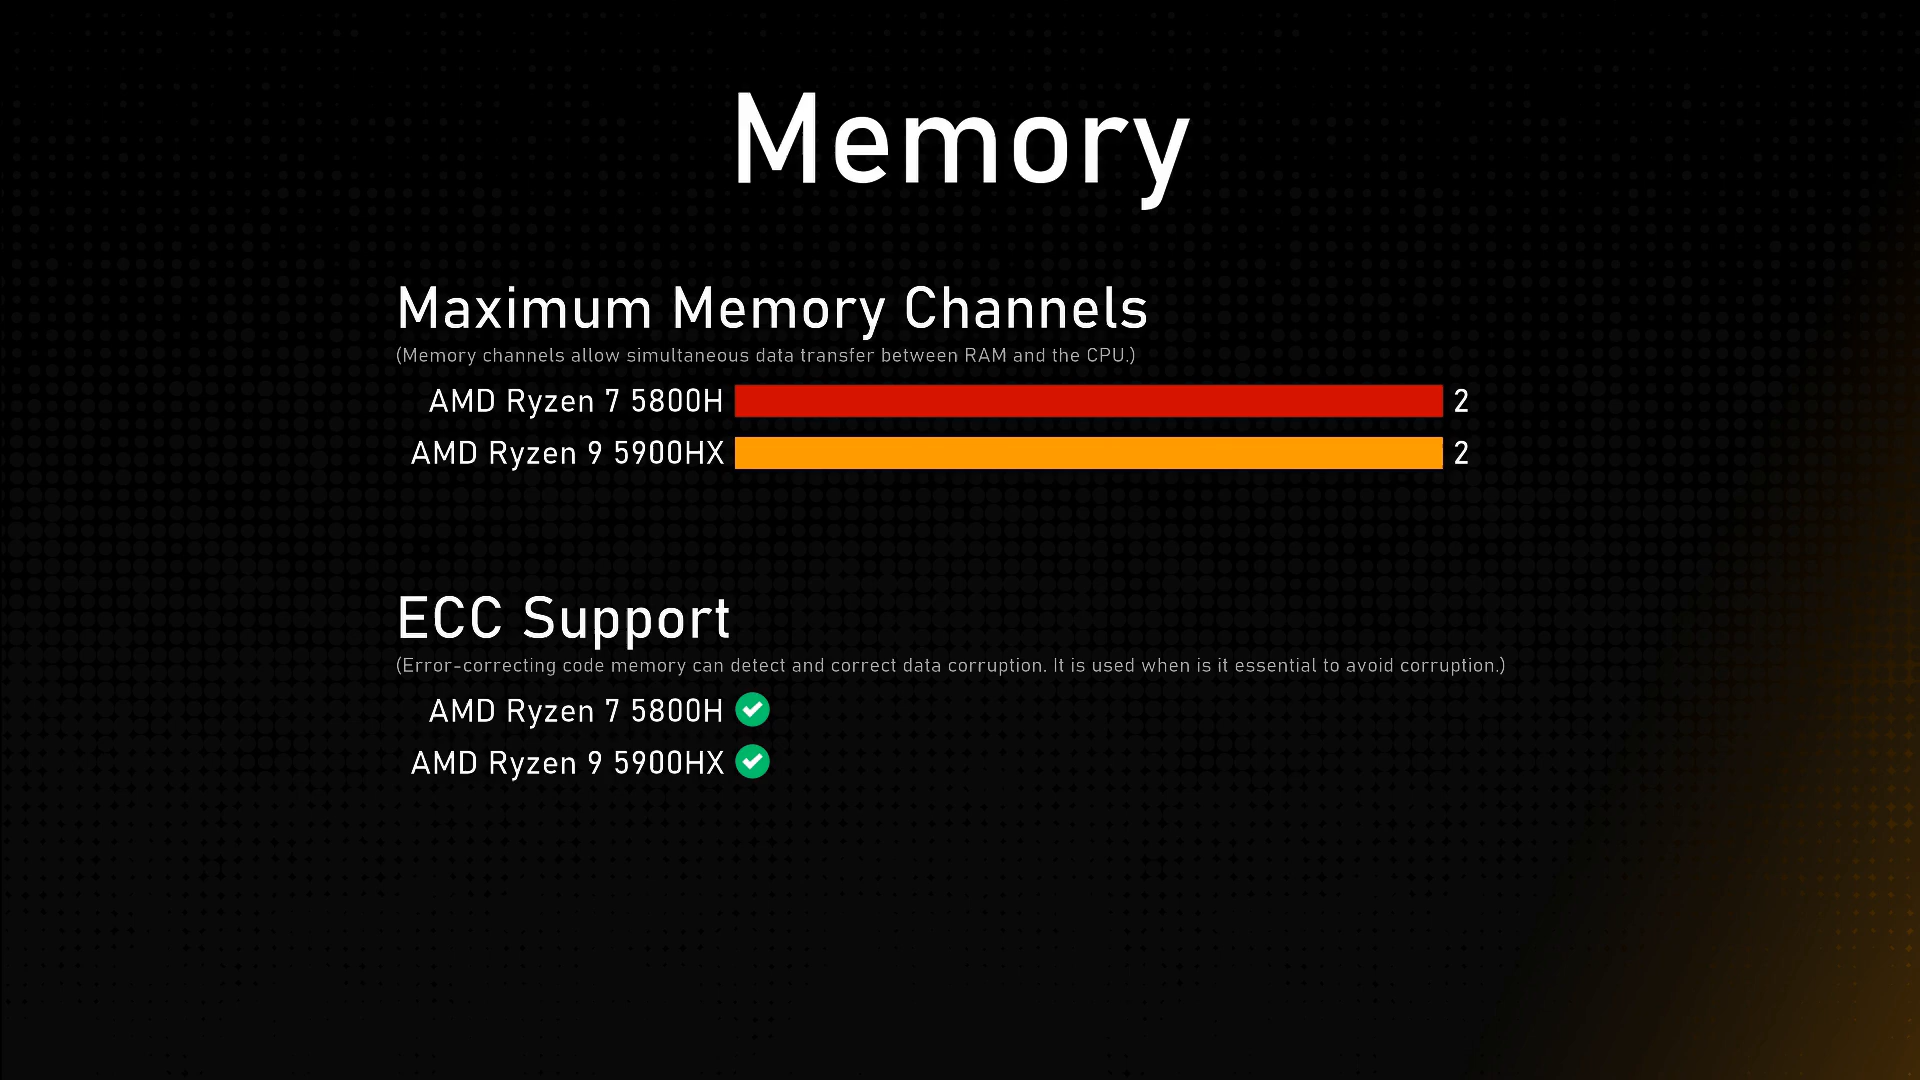 Memory
Maximum Memory Channels
(Memory channels allow simultaneous data transfer between RAM and the CPU.)
AMD Ryzen 7 5800H 2
AMD Ryzen 9 5900HX 2
ECC Support
(Error-correcting code memory can detect and correct data corruption. It is used when is it essential to avoid corruption.)
AMD Ryzen 7 5800H
AMD Ryzen 9 5900HX